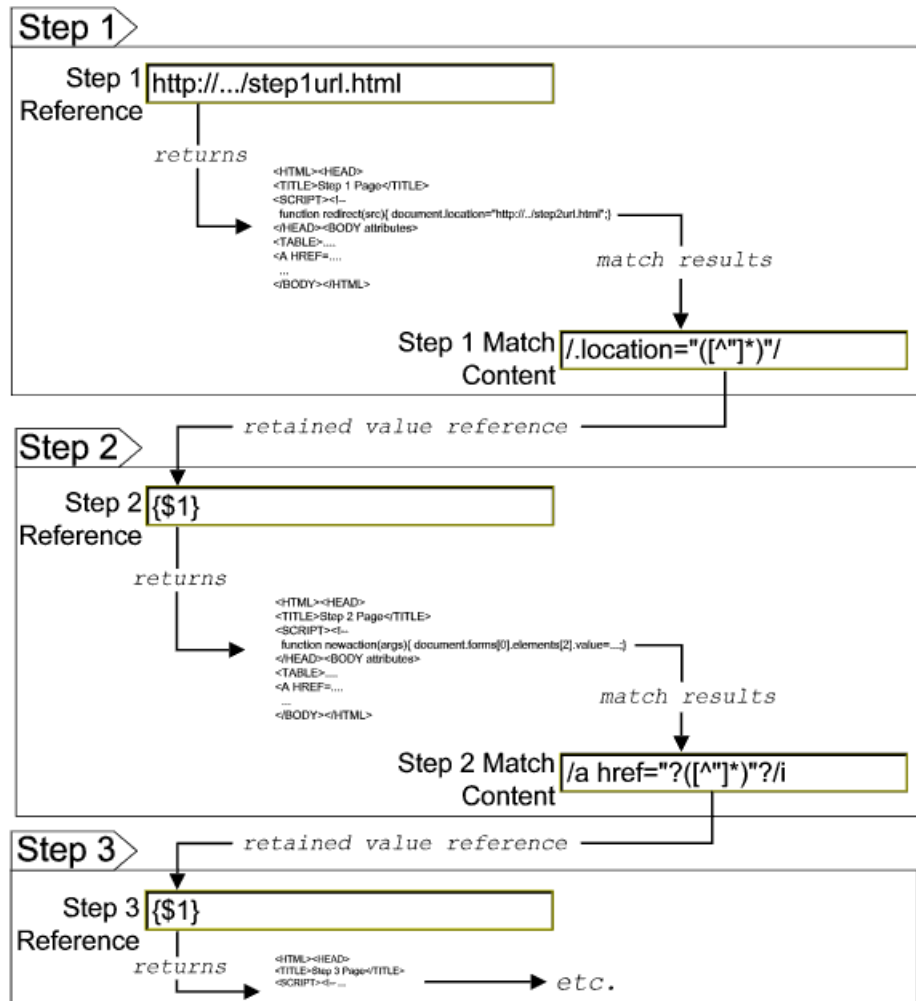 Step 1
Step 1
Reference
http://.../step1url.html
returns
<HTML><HEAD>
<TITLE>Step 1 Page</TITLE>
<SCRIPT><!--
function redirect(src){ document.location="http://../step2url.html";}
</HEAD><BODY attributes>
<TABLE>....
<A HREF=....
...
</BODY></HTML>
match results
Step 1 Match
Content
/.location="([^"]*)"/
retained value reference
Step 2
Step 2
Reference
{$1}
returns
<HTML><HEAD>
<TITLE>Step 2 Page</TITLE>
<SCRIPT><!--
function newaction(args){ document.forms[0].elements[2].value=...;}
</HEAD><BODY attributes>
<TABLE>....
<A HREF=....
...
</BODY></HTML>
match results
Step 2 Match
Content
/a href="?([^"]*)"?/i
retained value reference
Step 3
Step 3
Reference
{$1}
returns
<HTML><HEAD>
<TITLE>Step 3 Page</TITLE>
<SCRIPT><!-- ...
etc.